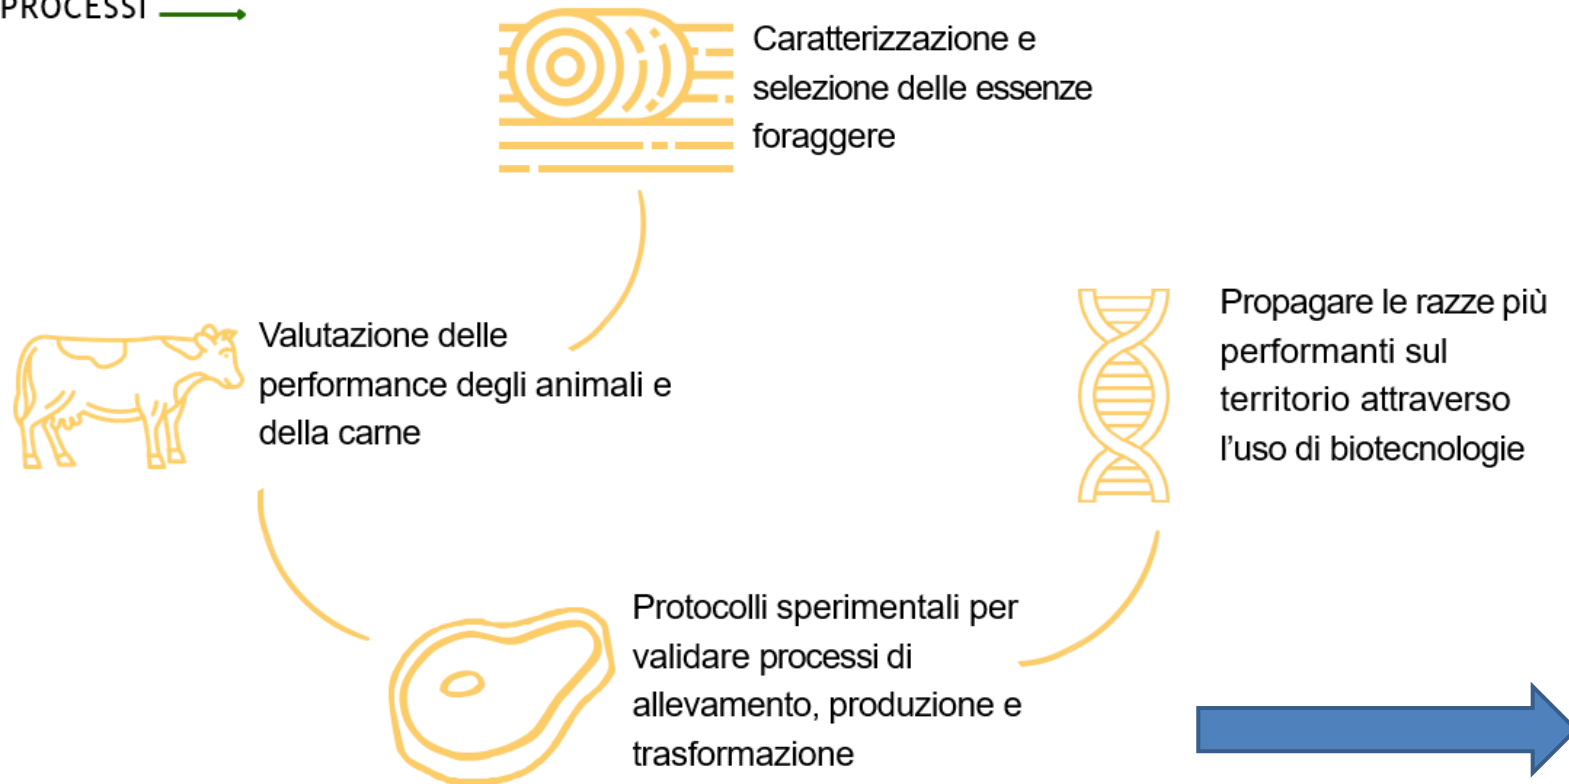 PROCESSI
Caratterizzazione e
selezione delle essenze
foraggere
Valutazione delle
performance degli animali e
della carne
Propagare le razze più
performanti sul
territorio attraverso
l’uso di biotecnologie
Protocolli sperimentali per
validare processi di
allevamento, produzione e
trasformazione